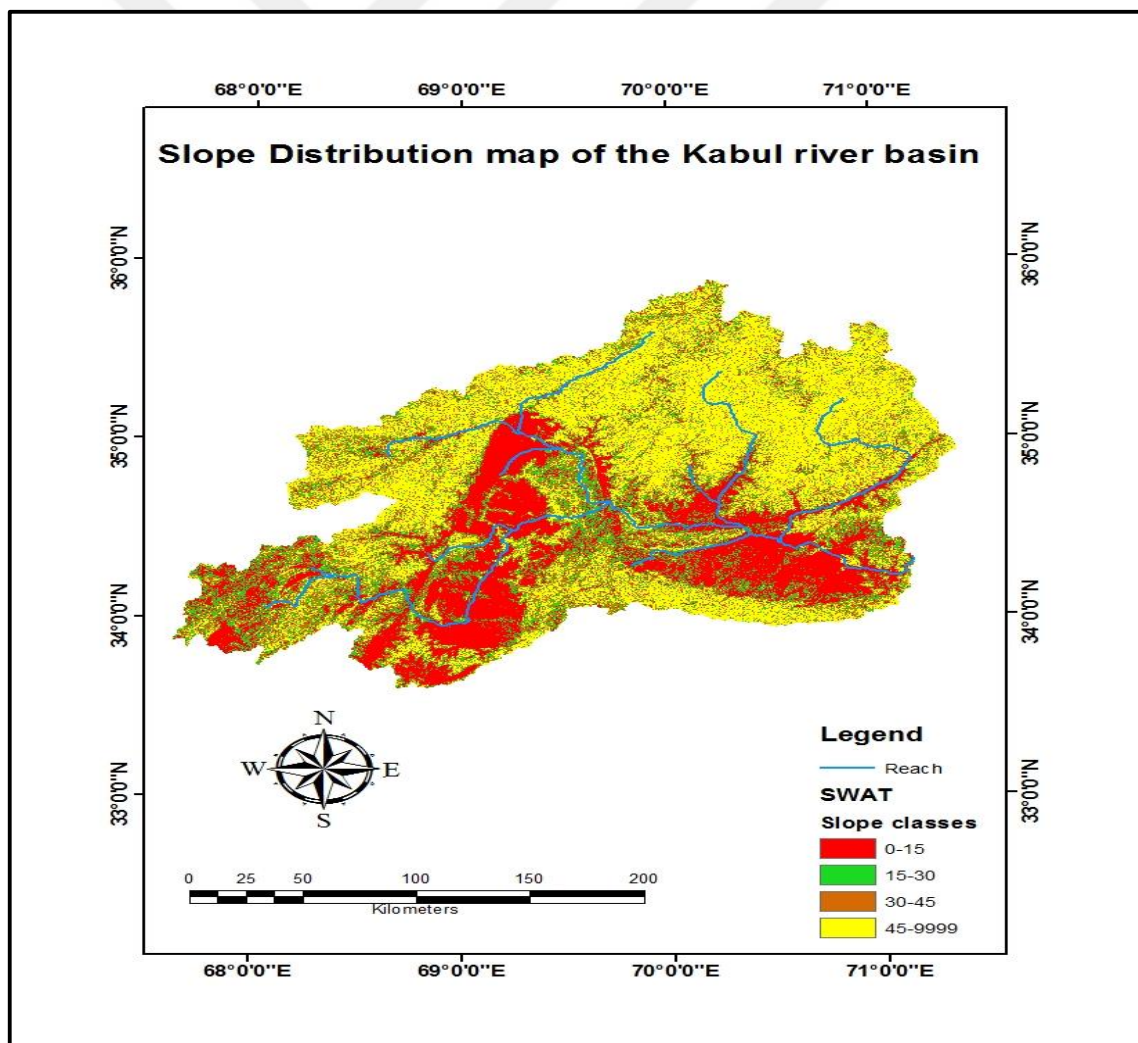 68°0'0"E 69°0'0"E 70°0'0"E 71°0'0"E
Slope Distribution map of the Kabul river basin
36°0'0"N 36°0'0"N
35°0'0"N 35°0'0"N
34°0'0"N 34°0'0"N
33°0'0"N 33°0'0"N
N
W E
S
Legend
Reach
SWAT
Slope classes
0-15
15-30
30-45
45-9999
0 25 50 100 150 200
Kilometers
68°0'0"E 69°0'0"E 70°0'0"E 71°0'0"E